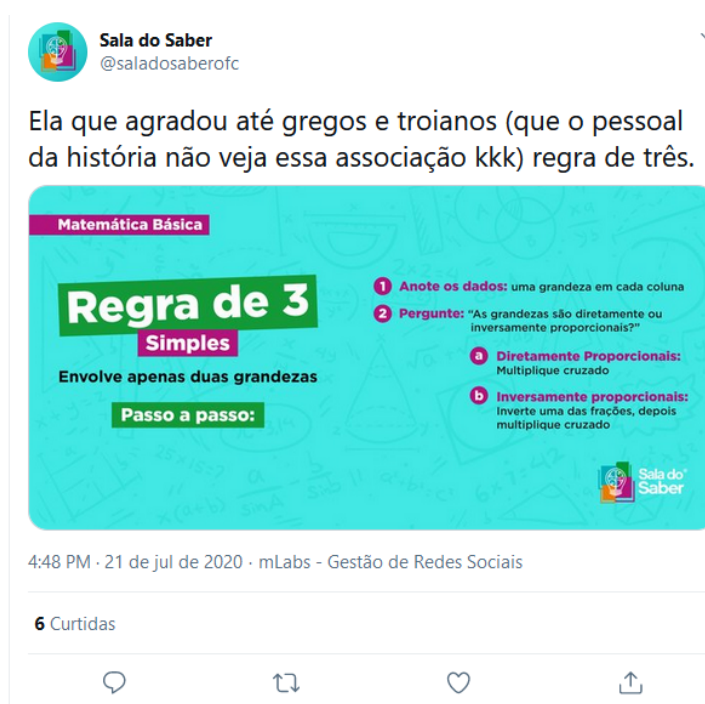 Sala do Saber
@saladosaberofc
Ela que agradou até gregos e troianos (que o pessoal
da história não veja essa associação kkk) regra de três.
Matemática Básica
Regra de 3
Simples
Envolve apenas duas grandezas
Passo a passo:
1 Anote os dados: uma grandeza em cada coluna
2 Pergunte: “As grandezas são diretamente ou
inversamente proporcionais?”
a Diretamente Proporcionais:
Multiplique cruzado
b Inversamente proporcionais:
Inverte uma das frações, depois
multiplique cruzado
Sala do
Saber
4:48 PM · 21 de jul de 2020 · mLabs - Gestão de Redes Sociais
6 Curtidas